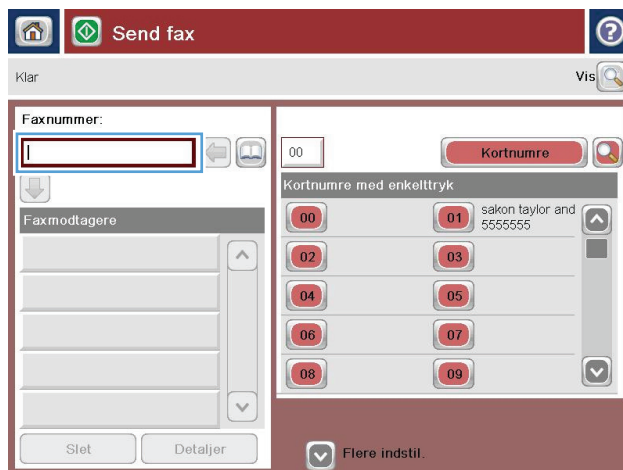 Send fax
Klar
Vis
Faxnummer:
00
Kortnumre
Kortnumre med enkelttryk
Faxmodtagere
00
01
sakon taylor and
5555555
02
03
04
05
06
07
08
09
Slet
Detaljer
Flere indstil.